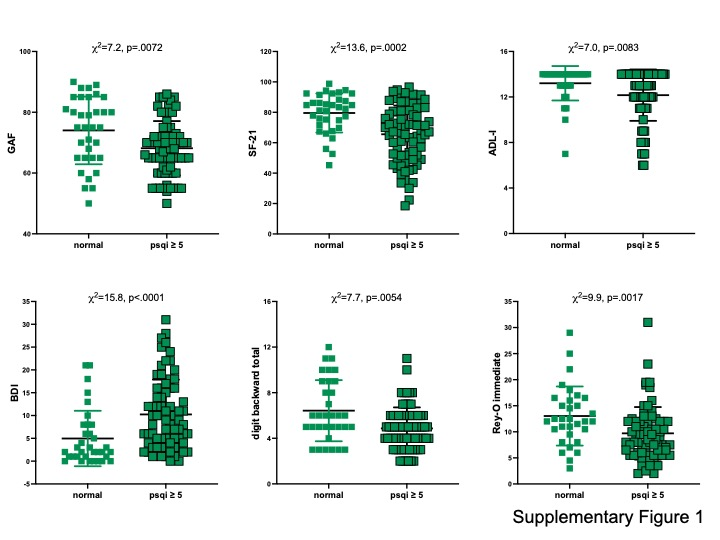 χ²=7.2, p=.0072
100
80
60
40
GAF
normal
psqi ≥ 5
χ²=13.6, p=.0002
120
100
80
60
40
20
0
SF-21
normal
psqi ≥ 5
χ²=7.0, p=.0083
16
12
8
4
0
ADL-I
normal
psqi ≥ 5
χ²=15.8, p<.0001
35
30
25
20
15
10
5
0
-5
BDI
normal
psqi ≥ 5
χ²=7.7, p=.0054
16
12
8
4
0
digit backward total
normal
psqi ≥ 5
χ²=9.9, p=.0017
35
30
25
20
15
10
5
0
Rey-O immediate
normal
psqi ≥ 5
Supplementary Figure 1